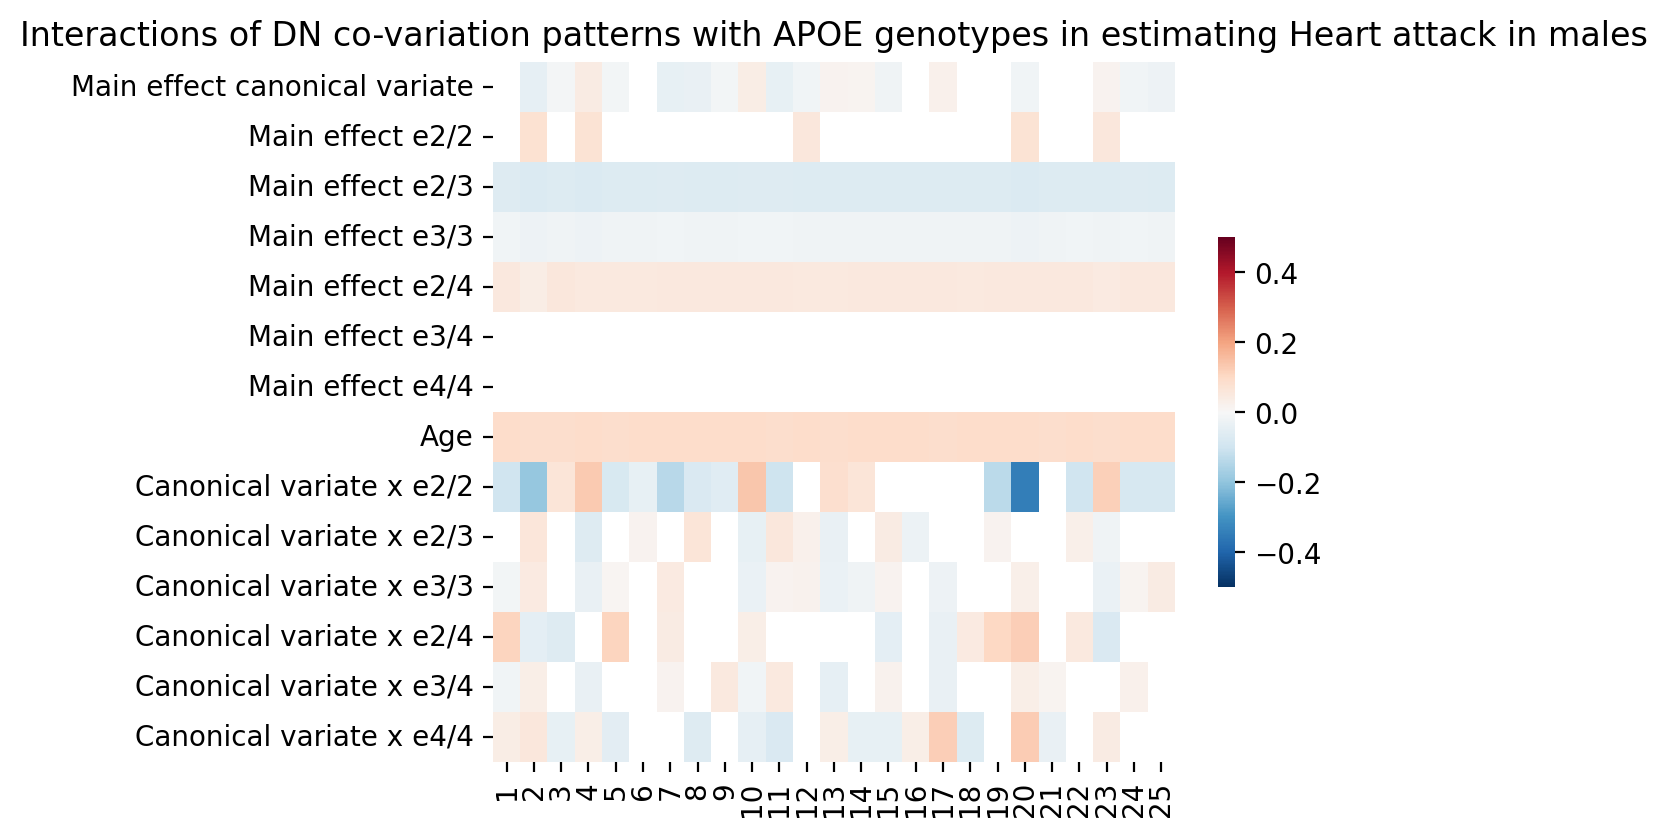 Interactions of DN co-variation patterns with APOE genotypes in estimating Heart attack in males
Main effect canonical variate
Main effect e2/2
Main effect e2/3
Main effect e3/3
Main effect e2/4
Main effect e3/4
Main effect e4/4
Age
Canonical variate x e2/2
Canonical variate x e2/3
Canonical variate x e3/3
Canonical variate x e2/4
Canonical variate x e3/4
Canonical variate x e4/4
1 2 3 4 5 6 7 8 9 10 11 12 13 14 15 16 17 18 19 20 21 22 23 24 25
0.4
0.2
0.0
−0.2
−0.4